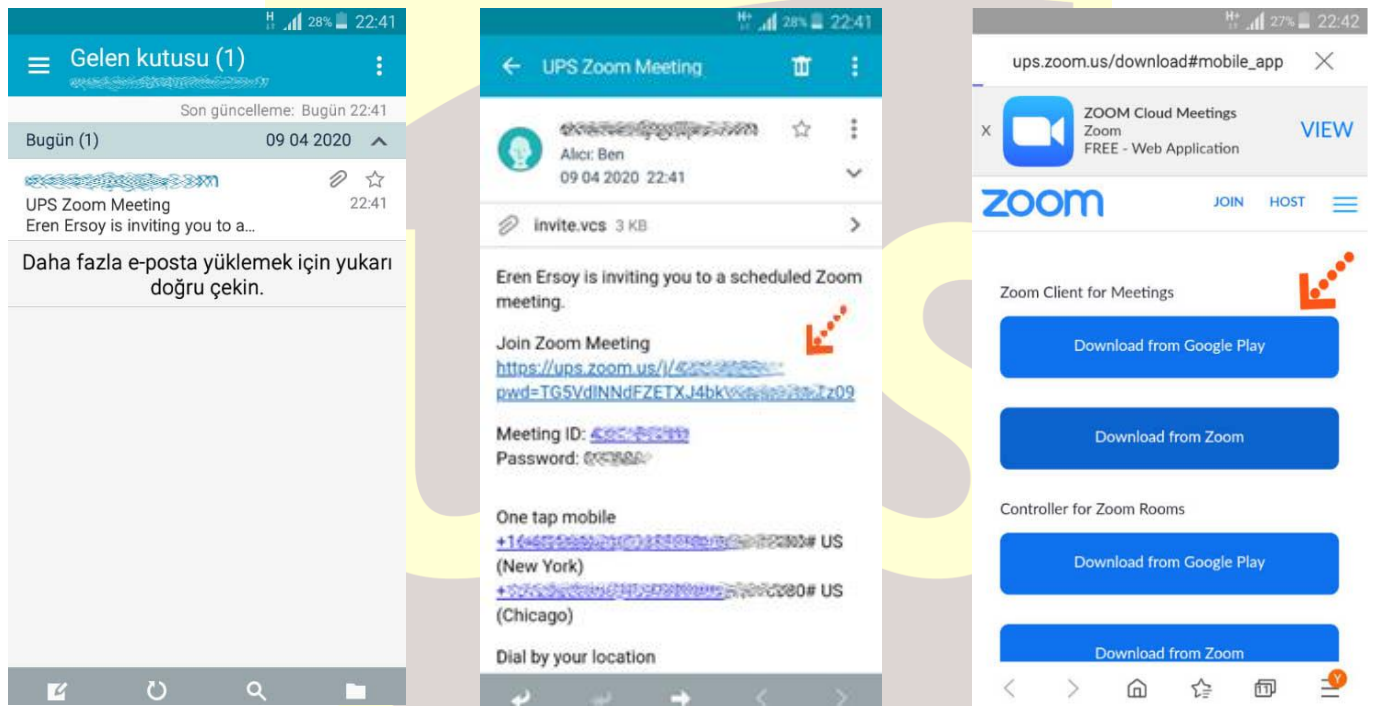 H 28% 22:41
Gelen kutusu (1)
Son güncelleme: Bugün 22:41
Bugün (1) 09 04 2020
UPS Zoom Meeting 22:41
Eren Ersoy is inviting you to a...
Daha fazla e-posta yüklemek için yukarı
doğru çekin.
H+ 28% 22:41
UPS Zoom Meeting
Alıcı: Ben
09 04 2020 22:41
invite.vcs 3 KB
Eren Ersoy is inviting you to a scheduled Zoom
meeting.
Join Zoom Meeting
https://ups.zoom.us/j/
Meeting ID:
Password:
One tap mobile
US
(New York)
US
(Chicago)
Dial by your location
H+ 27% 22:42
ups.zoom.us/download#mobile_app
x
ZOOM Cloud Meetings
Zoom
FREE - Web Application
VIEW
zoom JOIN HOST
Zoom Client for Meetings
Download from Google Play
Download from Zoom
Controller for Zoom Rooms
Download from Google Play
Download from Zoom
11
Y